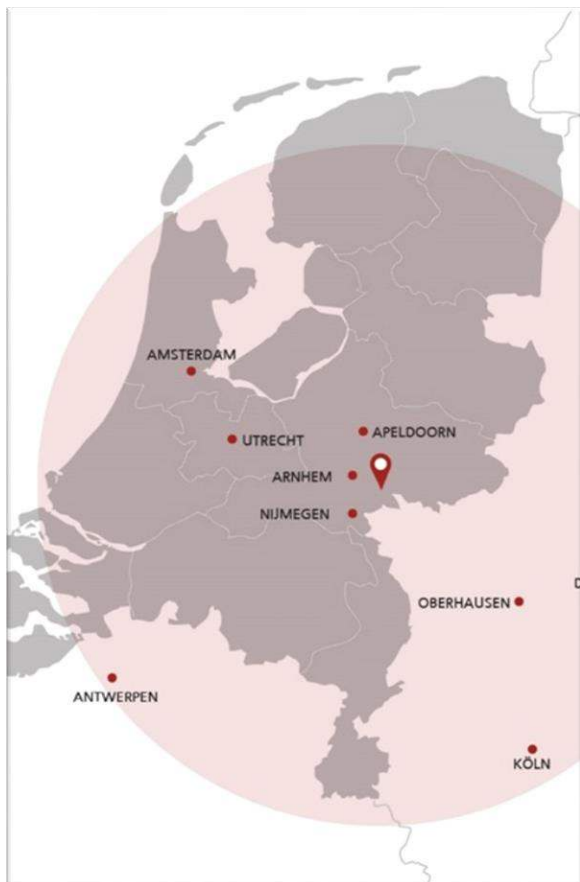 AMSTERDAM
UTRECHT
APELDOORN
ARNHEM
NIJMEGEN
OBERHAUSEN
ANTWERPEN
KÖLN